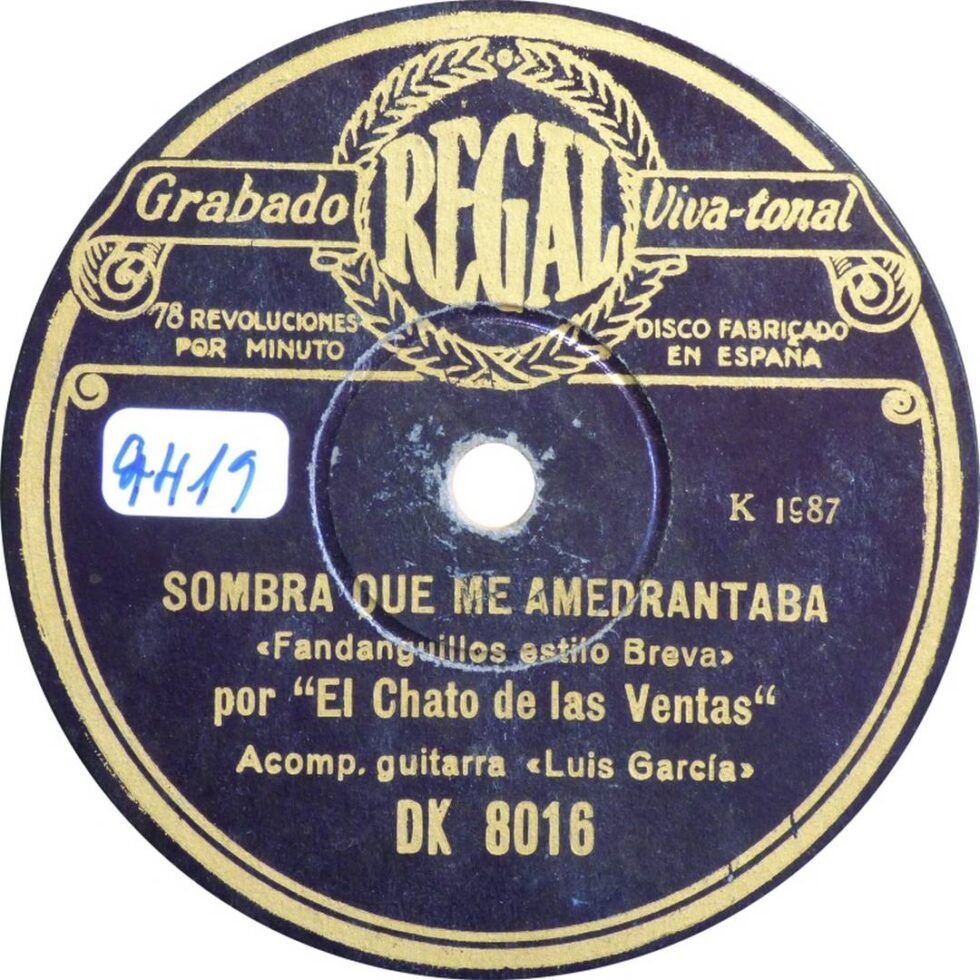 REGAL
Grabado
Viva-tonal
78 REVOLUCIONES
POR MINUTO
DISCO FABRICADO
EN ESPAÑA
K 1987
SOMBRA QUE ME AMEDRANTABA
«Fandanguillos estilo Breva»
por "El Chato de las Ventas"
Acomp. guitarra «Luis García»
DK 8016